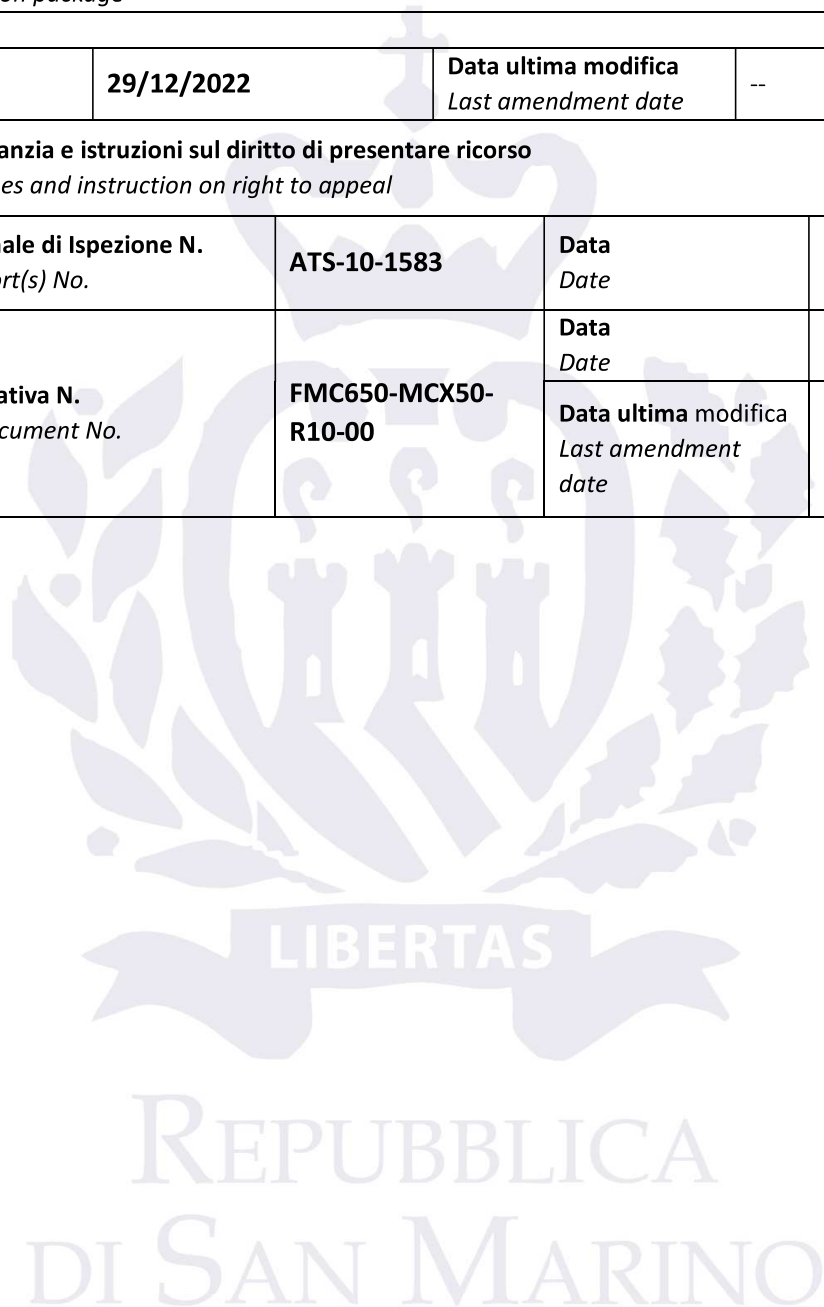 on package
29/12/2022
Data ultima modifica
Last amendment date
--
anzia e istruzioni sul diritto di presentare ricorso
es and instruction on right to appeal
ale di Ispezione N.
rt(s) No.
ATS-10-1583
Data
Date
ativa N.
cument No.
FMC650-MCX50-
R10-00
Data
Date
Data ultima modifica
Last amendment
date
LIBERTAS
REPUBBLICA
DI SAN MARINO